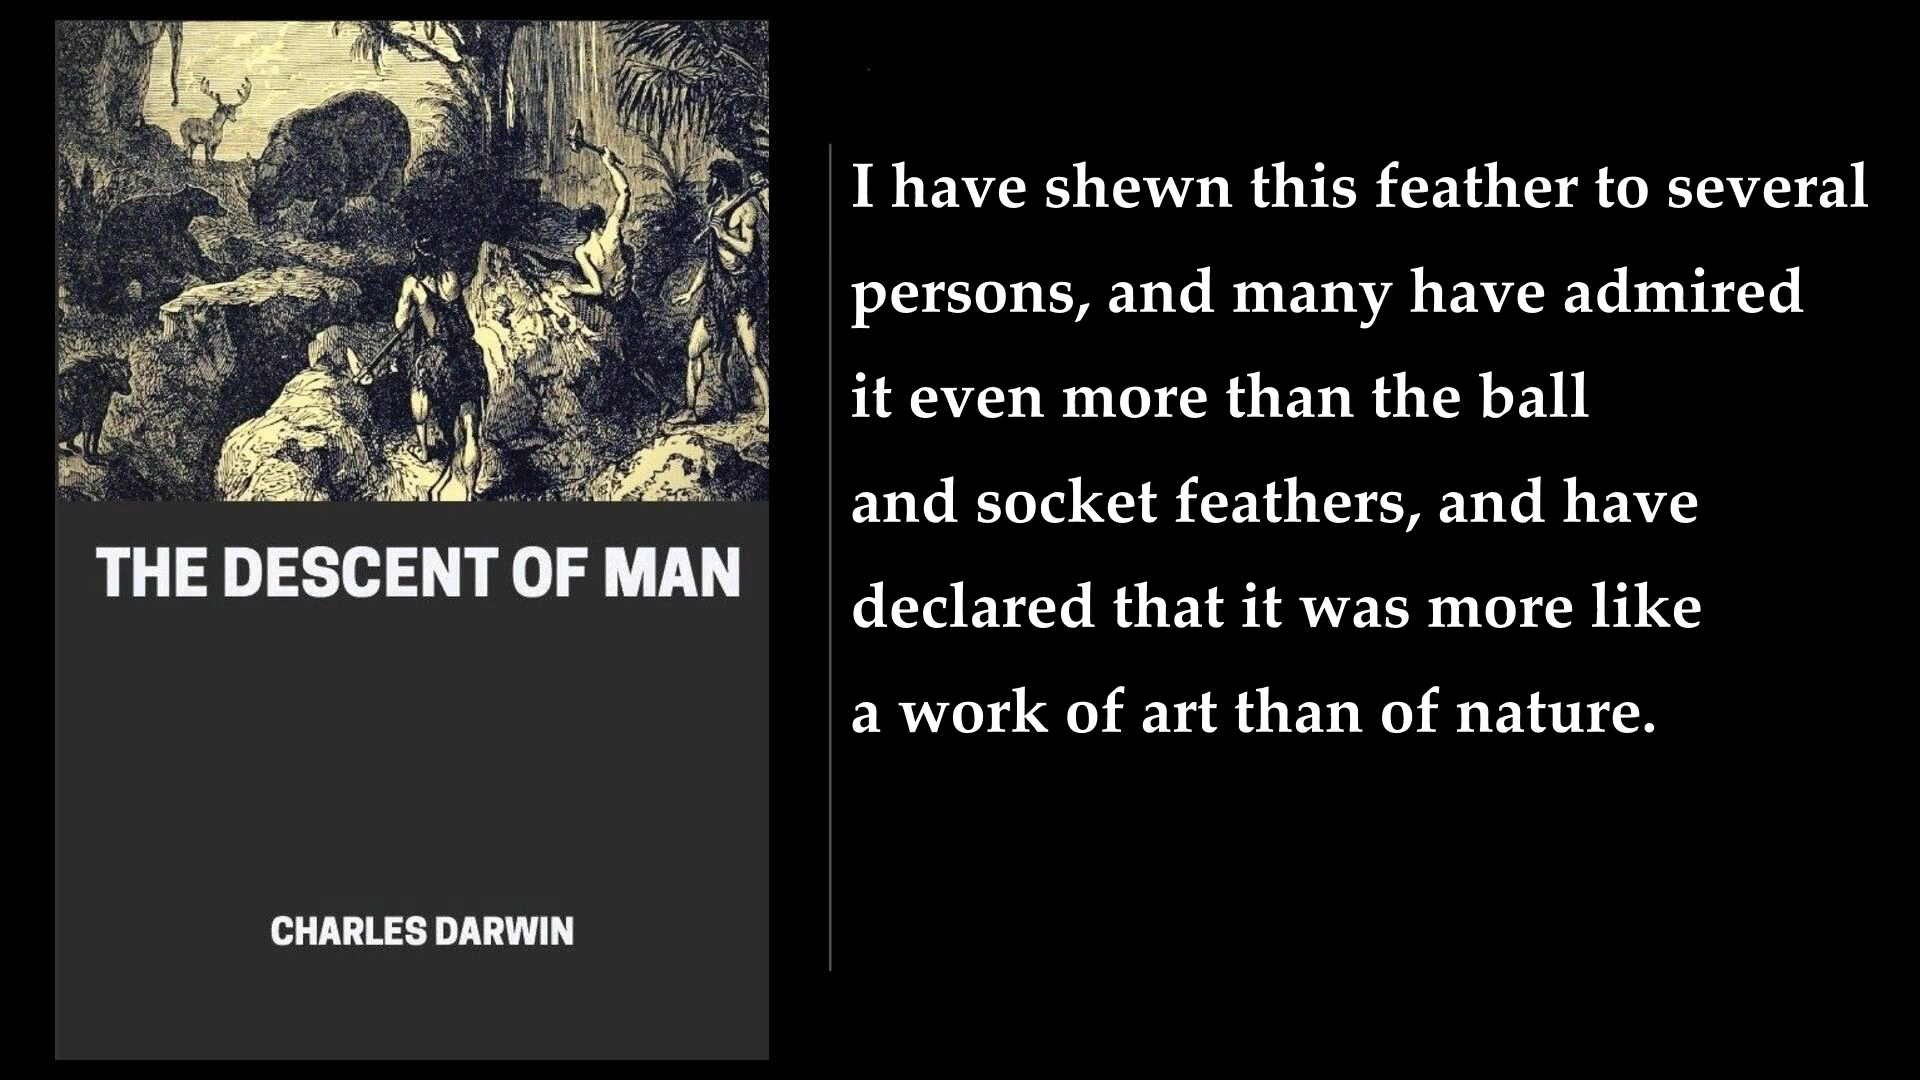 THE DESCENT OF MAN
CHARLES DARWIN
I have shewn this feather to several
persons, and many have admired
it even more than the ball
and socket feathers, and have
declared that it was more like
a work of art than of nature.